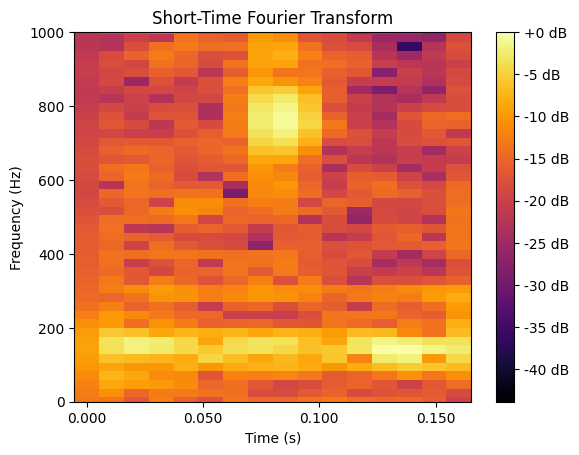 Short-Time Fourier Transform
1000
800
600
400
200
0
Frequency (Hz)
0.000
0.050
0.100
0.150
Time (s)
+0 dB
-5 dB
-10 dB
-15 dB
-20 dB
-25 dB
-30 dB
-35 dB
-40 dB